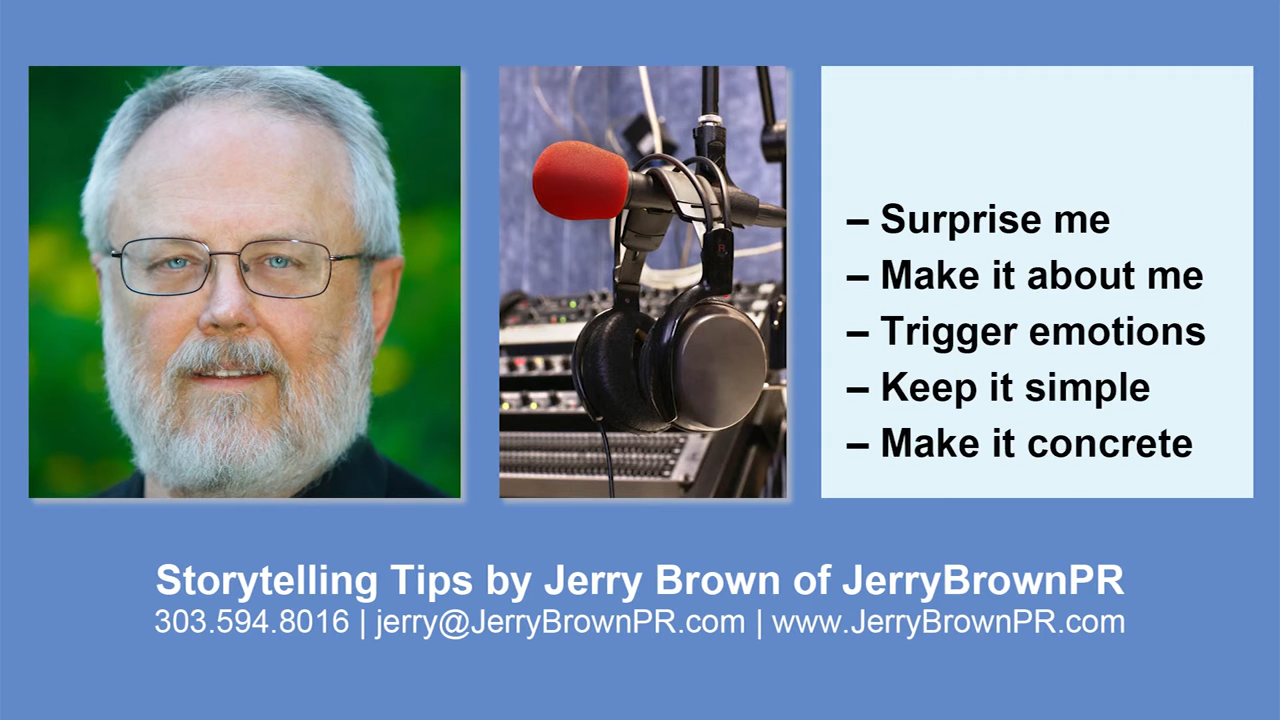 – Surprise me
– Make it about me
– Trigger emotions
– Keep it simple
– Make it concrete
Storytelling Tips by Jerry Brown of JerryBrownPR
303.594.8016 | jerry@JerryBrownPR.com | www.JerryBrownPR.com